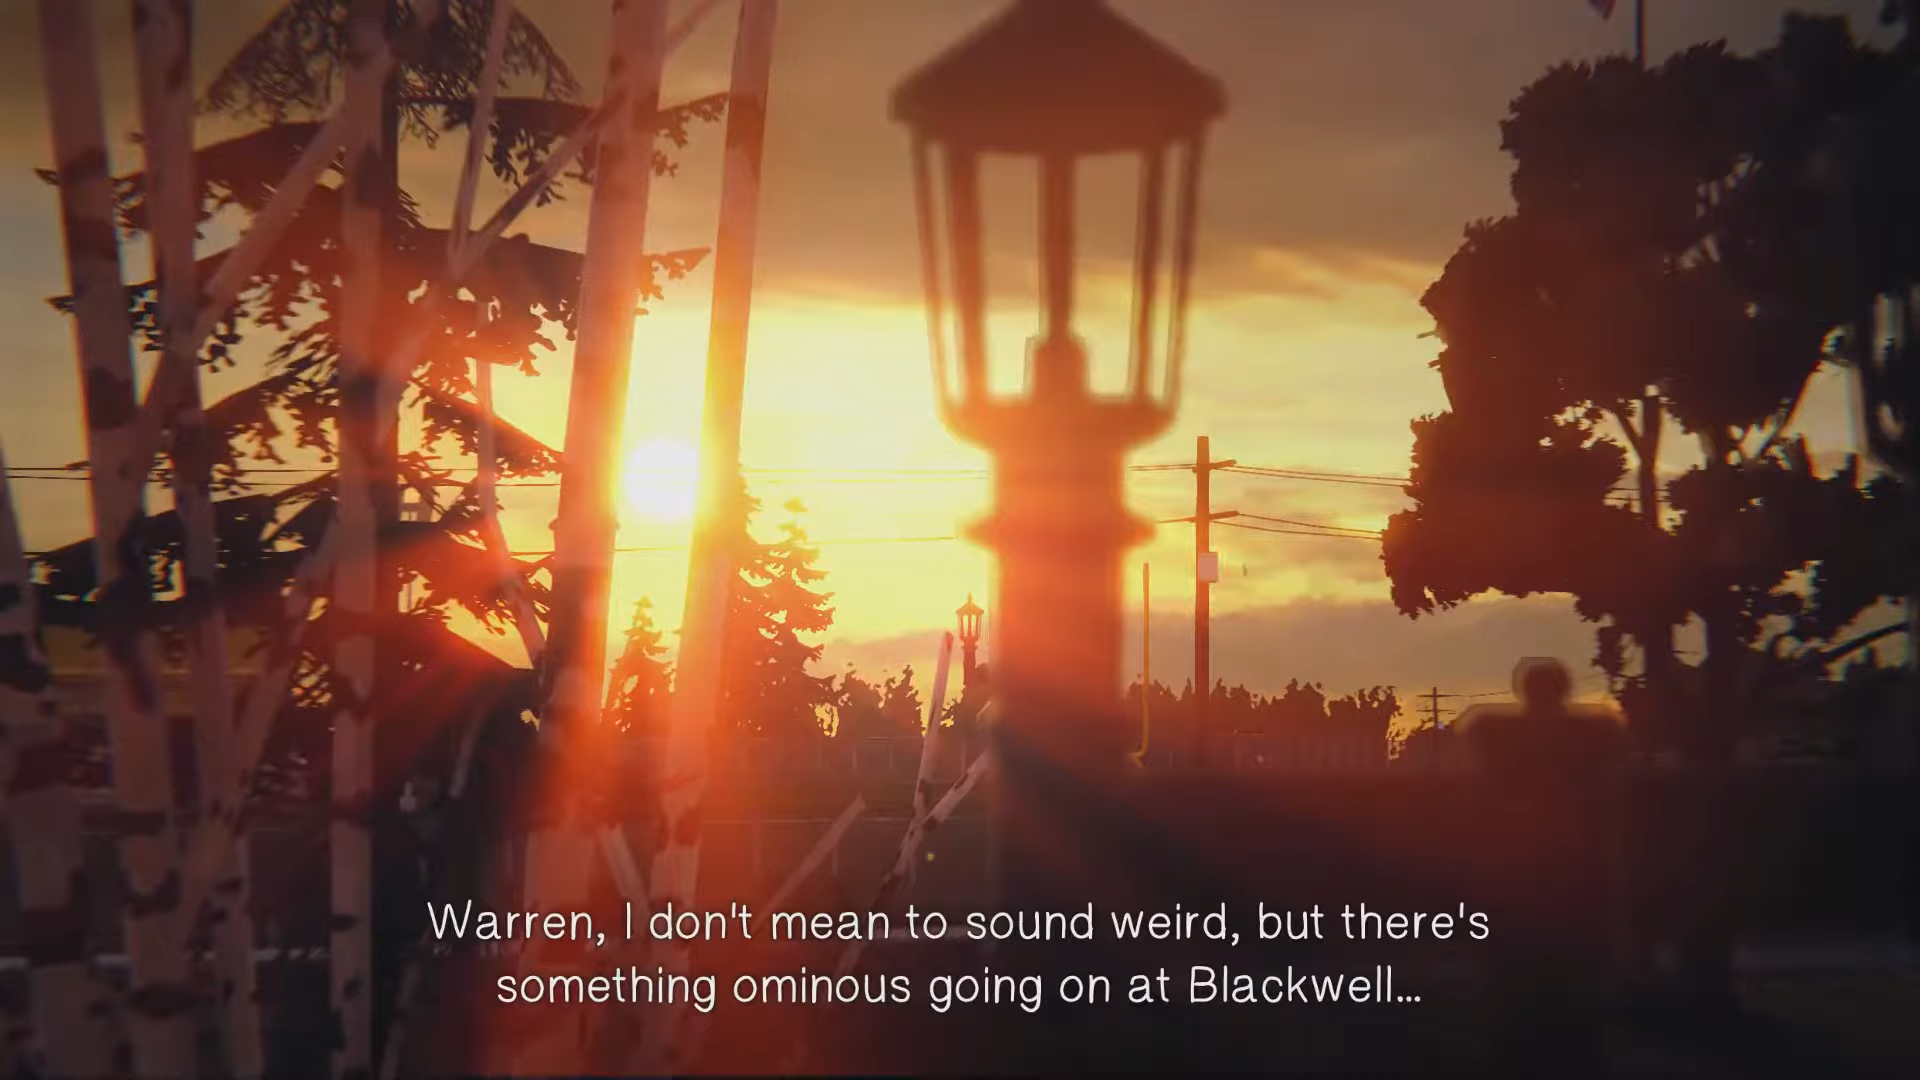 Warren, I don't mean to sound weird, but there's
something ominous going on at Blackwell...